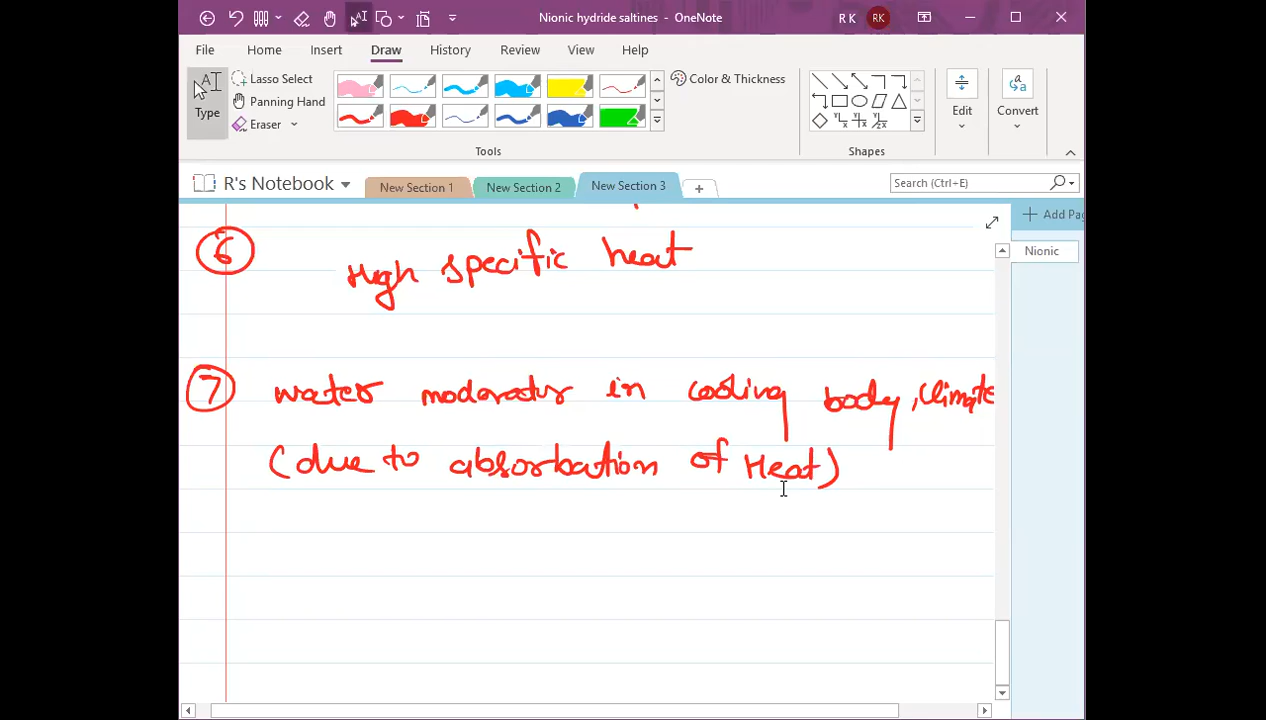 Nionic hydride saltines - OneNote
R K
RK
File Home Insert Draw History Review View Help
Type
Lasso Select
Panning Hand
Eraser
Color & Thickness
Edit
Convert
Tools
Shapes
R's Notebook
New Section 1
New Section 2
New Section 3
Search (Ctrl+E)
Add Pag
Nionic
6 High specific heat
7 water moderator in cooling body, climate
(due to absorbation of Heat)